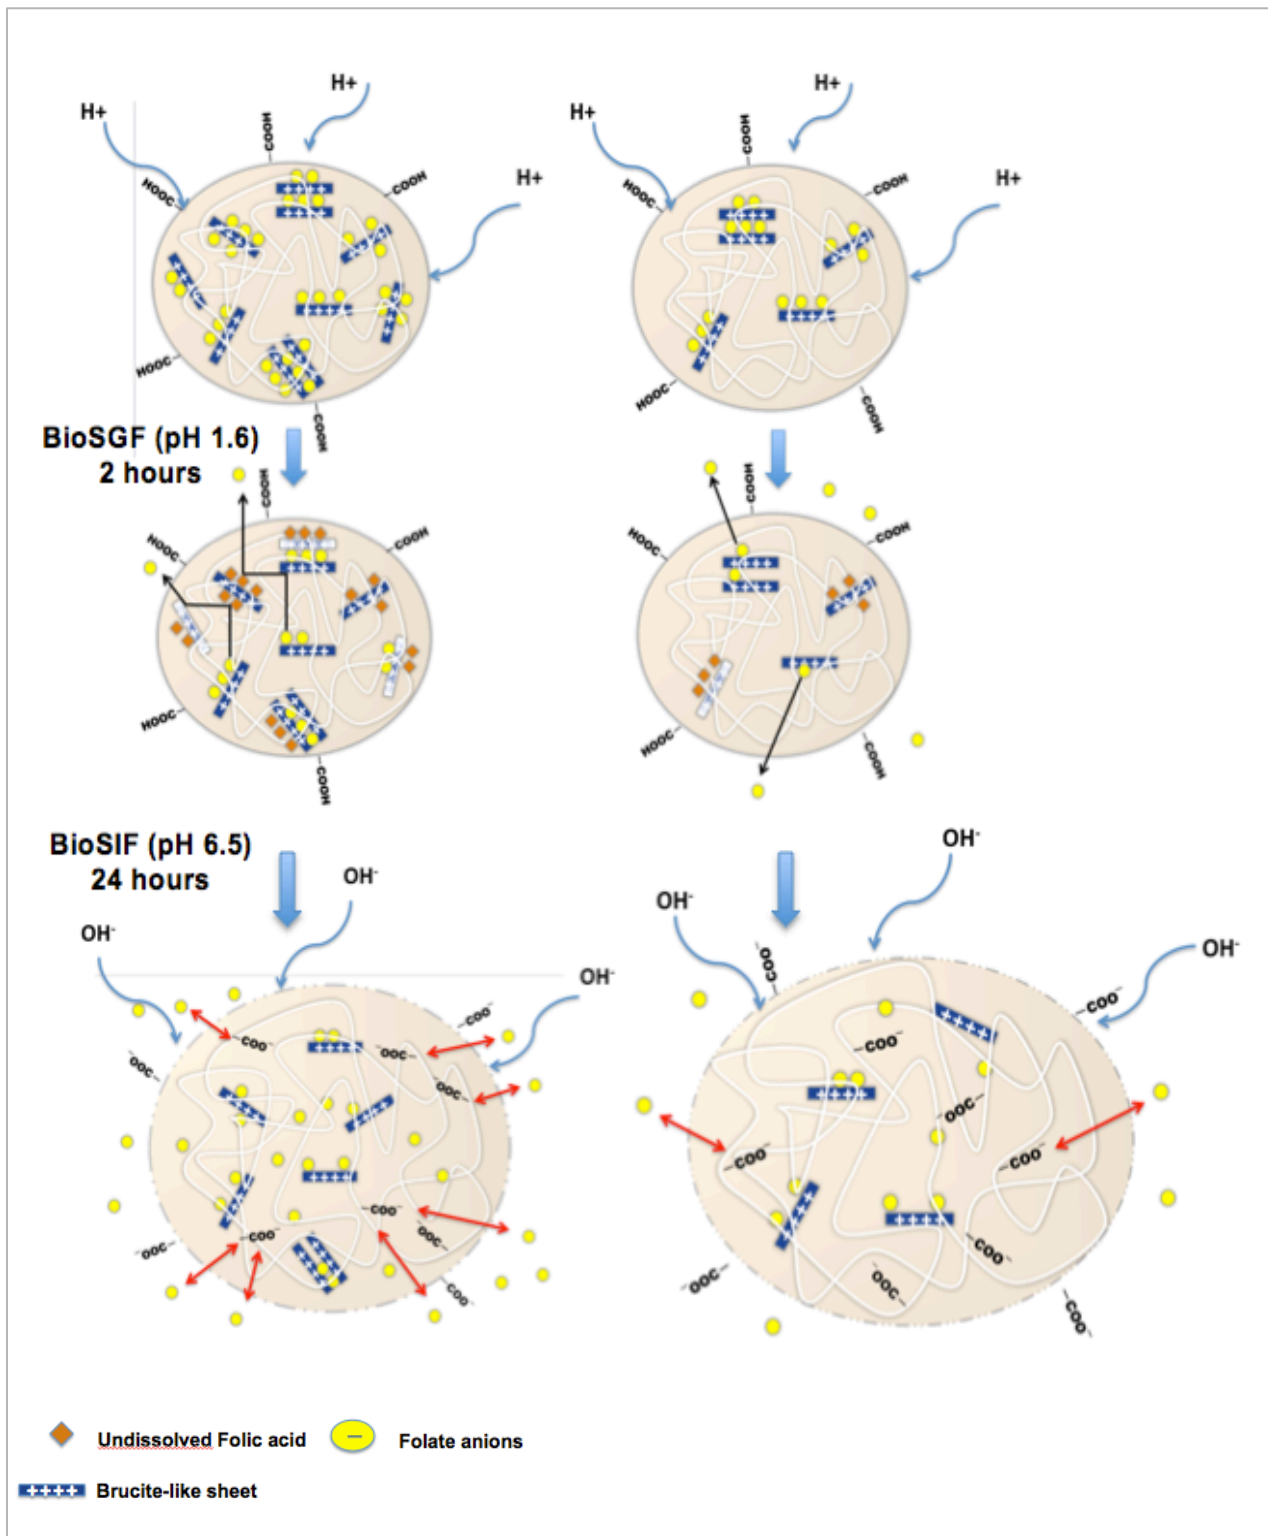 H+
H+
H+
HOOC
COOH
COOH
HOOC
COOH
H+
H+
H+
HOOC
COOH
COOH
HOOC
COOH
BioSGF (pH 1.6)
2 hours
HOOC
COOH
COOH
HOOC
COOH
HOOC
COOH
COOH
HOOC
COOH
BioSIF (pH 6.5)
24 hours
OH-
OH-
OH-
-OOC
-COO-
-OOC-
-COO-
-OOC-
-COO-
-COO-
-OOC
-OOC
-COO-
OH-
OH-
OH-
-COO-
-COO-
-COO-
-OOC-
-COO-
-COO-
-COO-
-OOC
-OOC
-COO-
Undissolved Folic acid
Folate anions
Brucite-like sheet